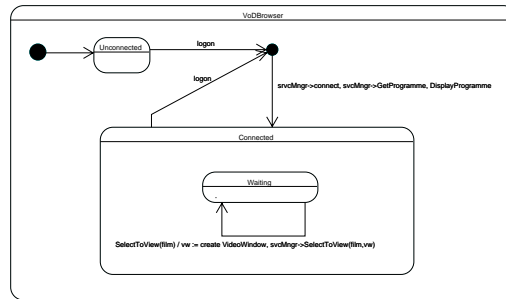 VoDBrowser
Unconnected
logon
logon
srvcMngr->connect, svcMngr->GetProgramme, DisplayProgramme
Connected
Waiting
SelectToView(film) / vw := create VideoWindow, svcMngr->SelectToView(film,vw)